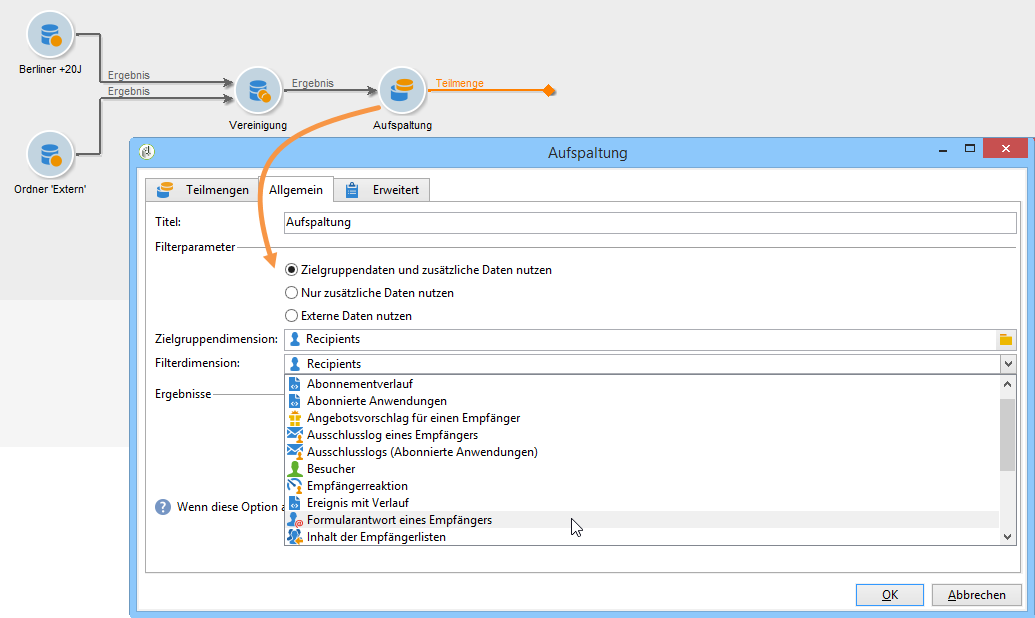 Berliner +20J
Ergebnis
Ergebnis
Ergebnis
Teilmenge
Vereinigung
Aufspaltung
Ordner 'Extern'
Aufspaltung
Teilmengen
Allgemein
Erweitert
Titel:
Aufspaltung
Filterparameter
Zielgruppendaten und zusätzliche Daten nutzen
Nur zusätzliche Daten nutzen
Externe Daten nutzen
Zielgruppendimension:
Recipients
Filterdimension:
Recipients
Ergebnisse
Abonnementverlauf
Abonnierte Anwendungen
Angebotsvorschlag für einen Empfänger
Ausschlusslog eines Empfängers
Ausschlusslogs (Abonnierte Anwendungen)
Besucher
Empfängerreaktion
Ereignis mit Verlauf
Formularantwort eines Empfängers
Inhalt der Empfängerlisten
Wenn diese Option
OK
Abbrechen